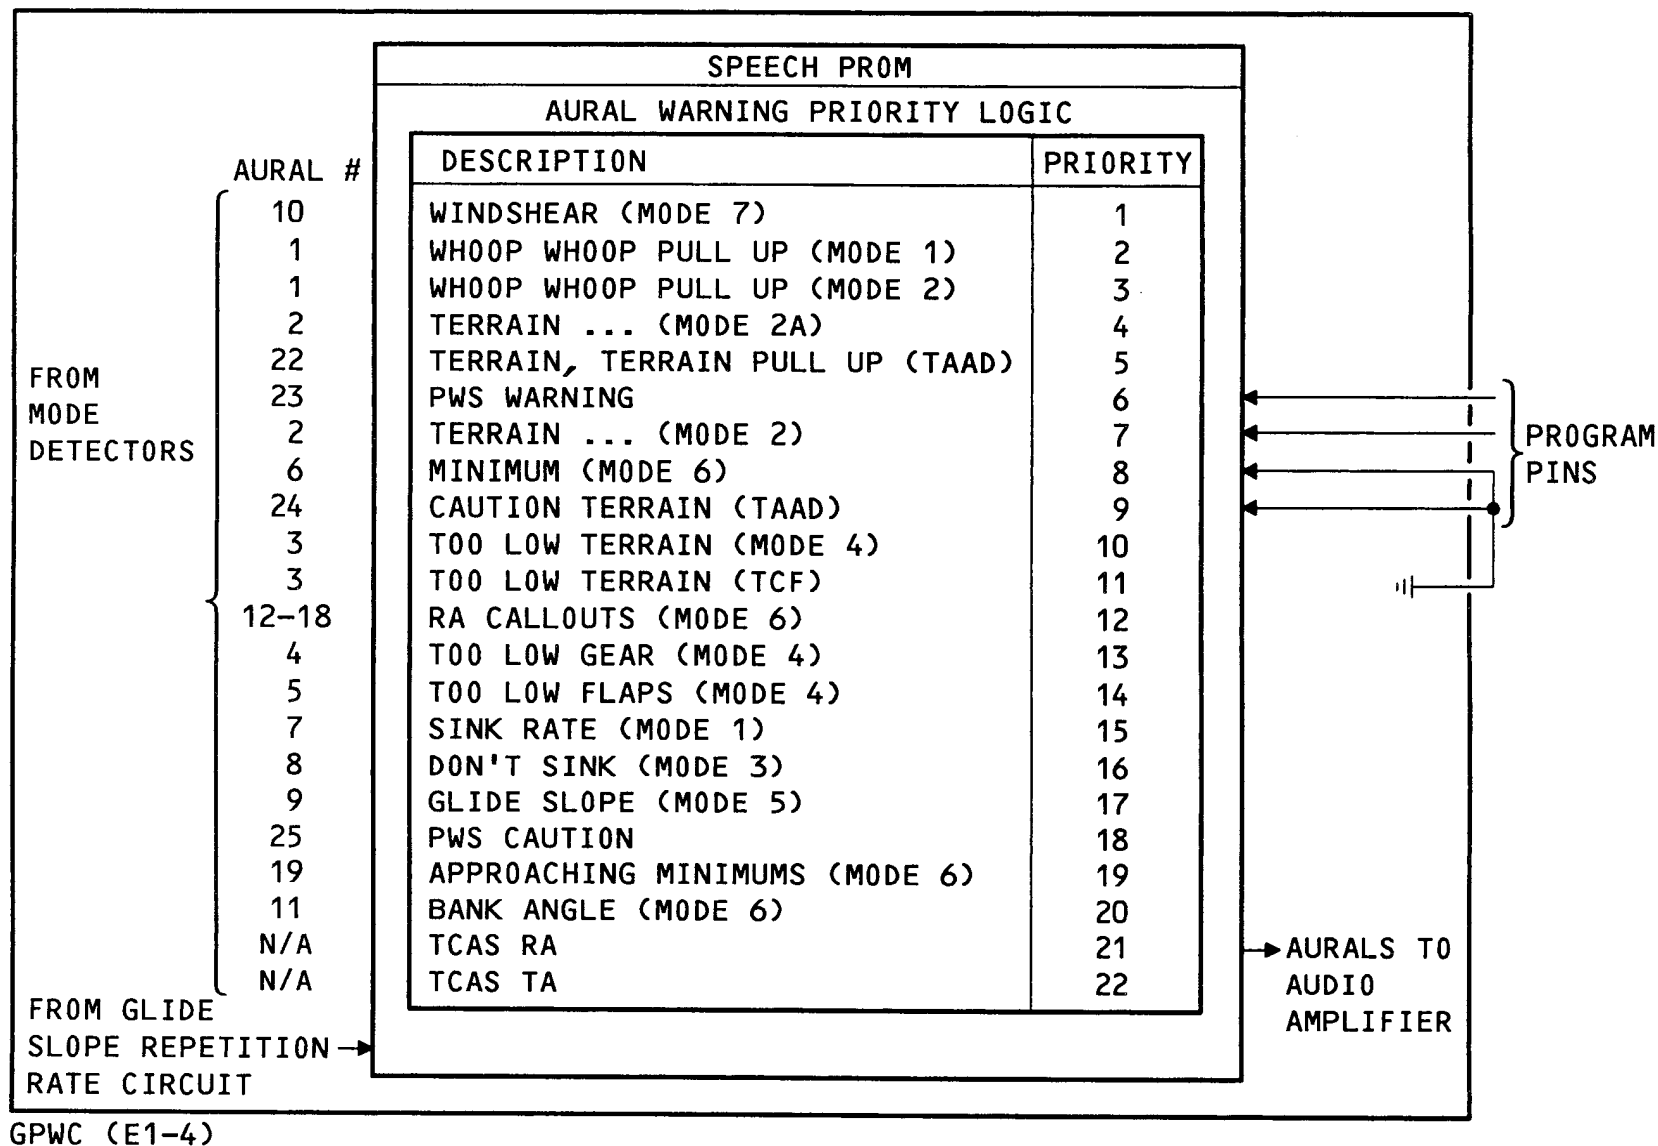 SPEECH PROM
AURAL WARNING PRIORITY LOGIC
AURAL # DESCRIPTION PRIORITY
10 WINDSHEAR (MODE 7) 1
1 WHOOP WHOOP PULL UP (MODE 1) 2
1 WHOOP WHOOP PULL UP (MODE 2) 3
2 TERRAIN ... (MODE 2A) 4
22 TERRAIN, TERRAIN PULL UP (TAAD) 5
23 PWS WARNING 6
2 TERRAIN ... (MODE 2) 7
6 MINIMUM (MODE 6) 8
24 CAUTION TERRAIN (TAAD) 9
3 TOO LOW TERRAIN (MODE 4) 10
3 TOO LOW TERRAIN (TCF) 11
12-18 RA CALLOUTS (MODE 6) 12
4 TOO LOW GEAR (MODE 4) 13
5 TOO LOW FLAPS (MODE 4) 14
7 SINK RATE (MODE 1) 15
8 DON'T SINK (MODE 3) 16
9 GLIDE SLOPE (MODE 5) 17
25 PWS CAUTION 18
19 APPROACHING MINIMUMS (MODE 6) 19
11 BANK ANGLE (MODE 6) 20
N/A TCAS RA 21
N/A TCAS TA 22
FROM
MODE
DETECTORS
PROGRAM
PINS
FROM GLIDE
SLOPE REPETITION
RATE CIRCUIT
AURALS TO
AUDIO
AMPLIFIER
GPWC (E1-4)